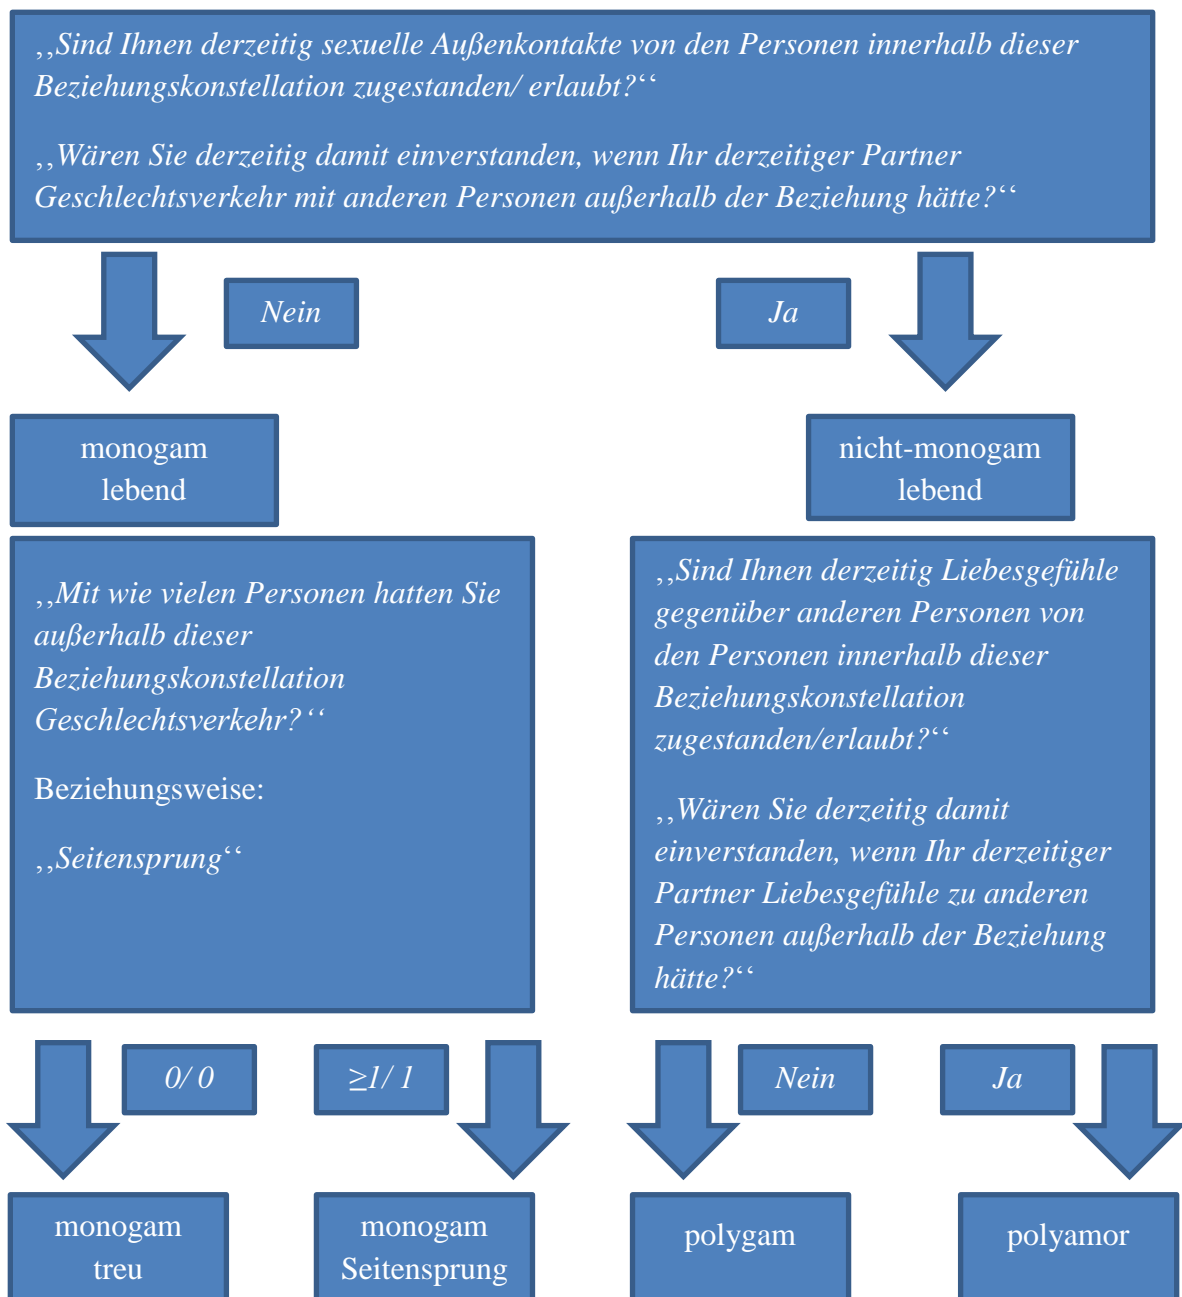 ‚‚Sind Ihnen derzeitig sexuelle Außenkontakte von den Personen innerhalb dieser
Beziehungskonstellation zugestanden/ erlaubt?‘‘
‚‚Wären Sie derzeitig damit einverstanden, wenn Ihr derzeitiger Partner
Geschlechtsverkehr mit anderen Personen außerhalb der Beziehung hätte?‘‘
Nein
Ja
monogam
lebend
nicht-monogam
lebend
‚‚Mit wie vielen Personen hatten Sie
außerhalb dieser
Beziehungskonstellation
Geschlechtsverkehr?‘‘
Beziehungsweise:
‚‚Seitensprung‘‘
‚‚Sind Ihnen derzeitig Liebesgefühle
gegenüber anderen Personen von
den Personen innerhalb dieser
Beziehungskonstellation
zugestanden/erlaubt?‘‘
‚‚Wären Sie derzeitig damit
einverstanden, wenn Ihr derzeitiger
Partner Liebesgefühle zu anderen
Personen außerhalb der Beziehung
hätte?‘‘
0/ 0
≥1/ 1
Nein
Ja
monogam
treu
monogam
Seitensprung
polygam
polyamor